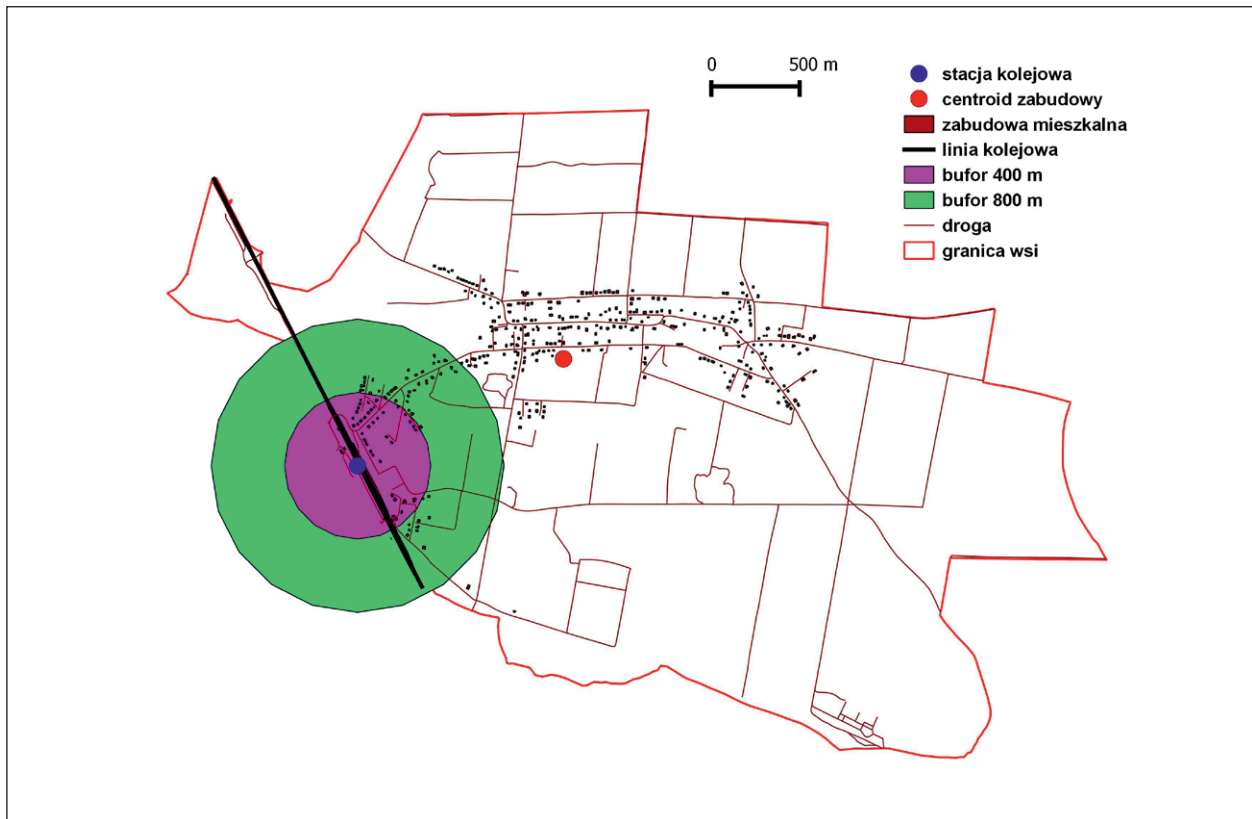 0 500 m
stacja kolejowa
centroid zabudowy
zabudowa mieszkalna
linia kolejowa
bufor 400 m
bufor 800 m
droga
granica wsi